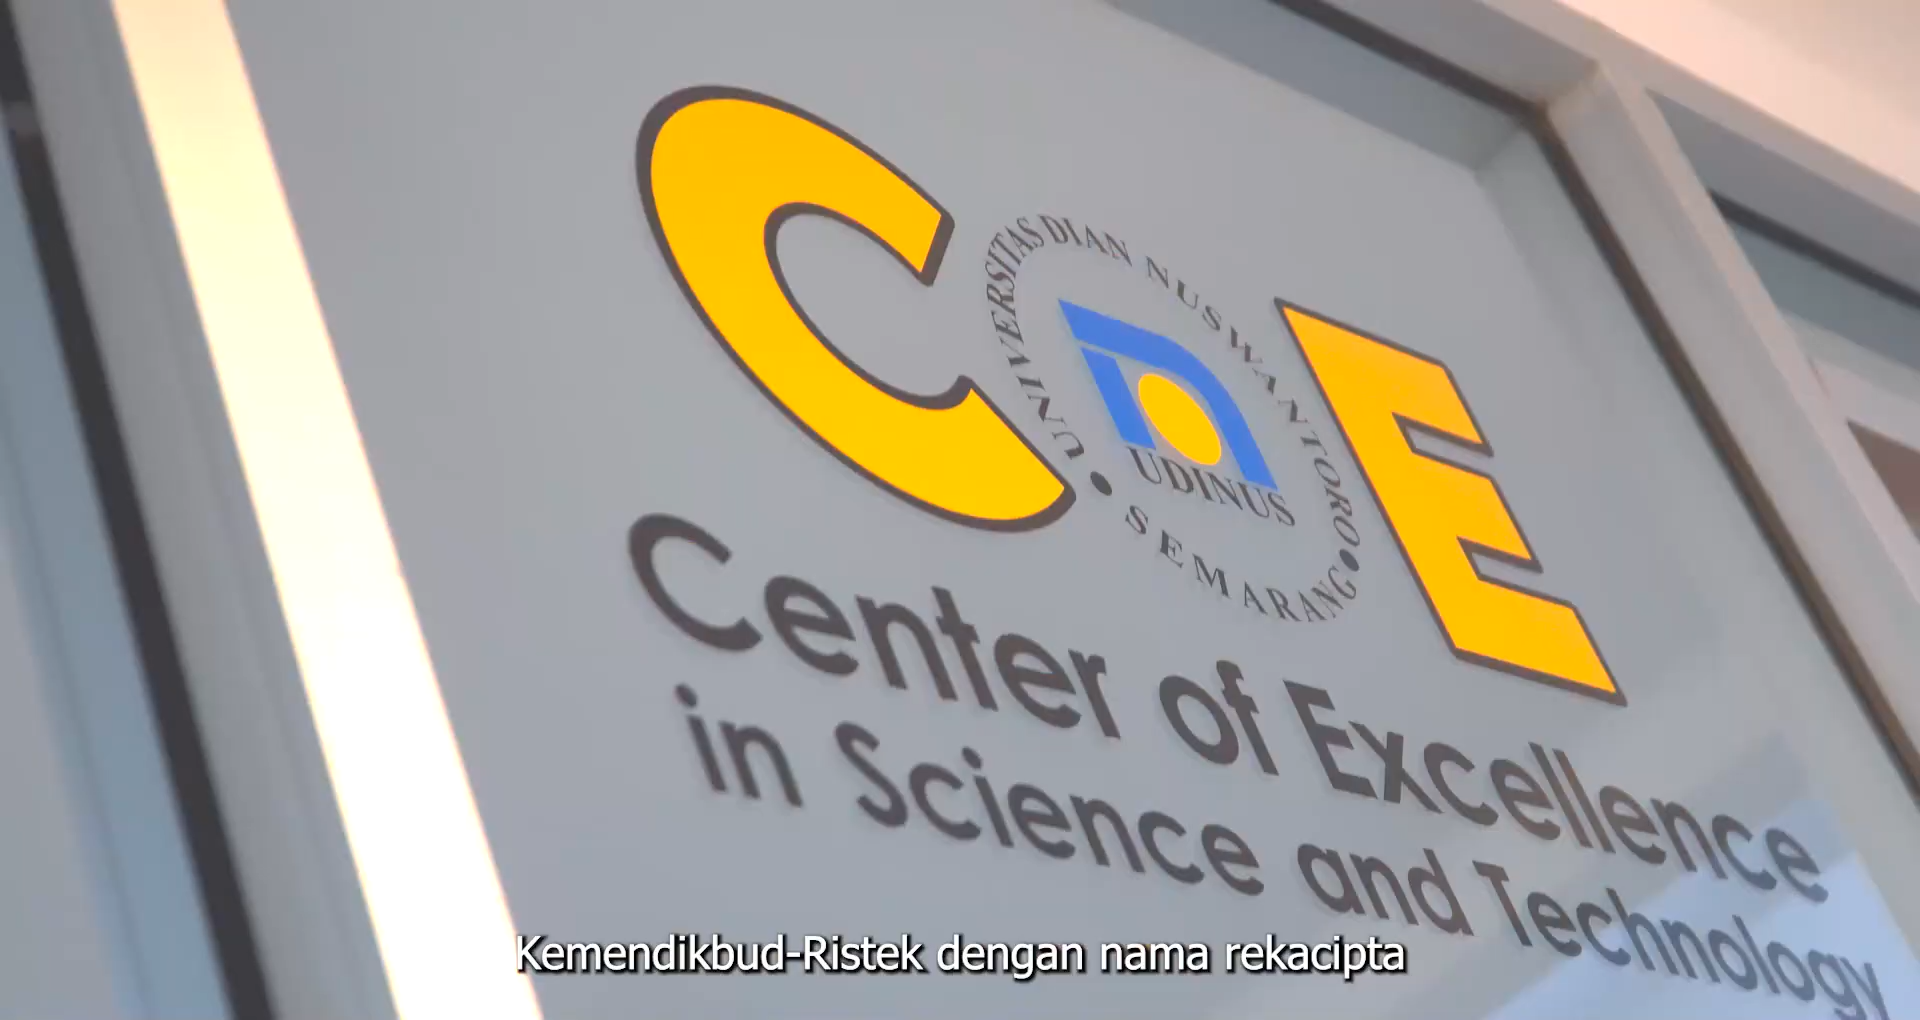 C E
UNIVERSITAS DIAN NUSWANTORO
UDINUS
• SEMARANG •
Center of Excellence
in Science and Technology
Kemendikbud-Ristek dengan nama rekacipta